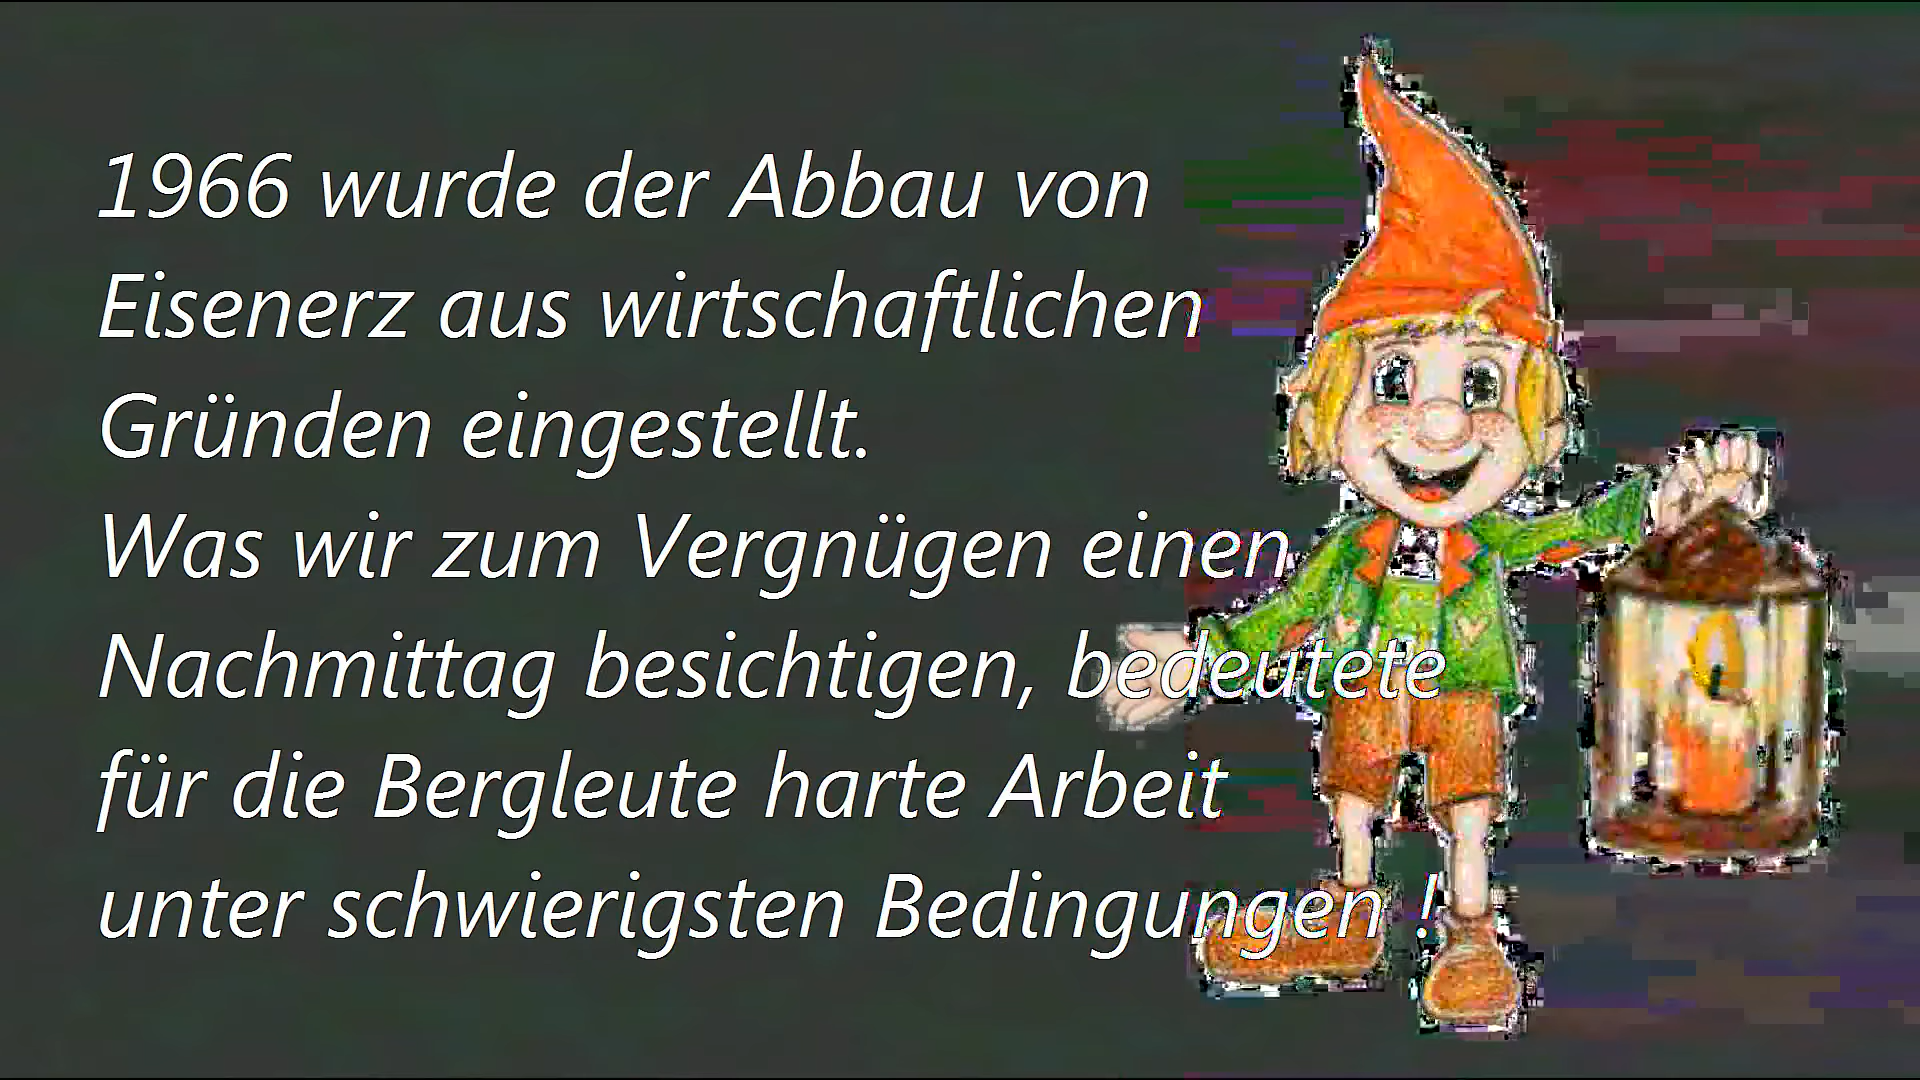 1966 wurde der Abbau von
Eisenerz aus wirtschaftlichen
Gründen eingestellt.
Was wir zum Vergnügen einen
Nachmittag besichtigen, bedeutete
für die Bergleute harte Arbeit
unter schwierigsten Bedingungen !